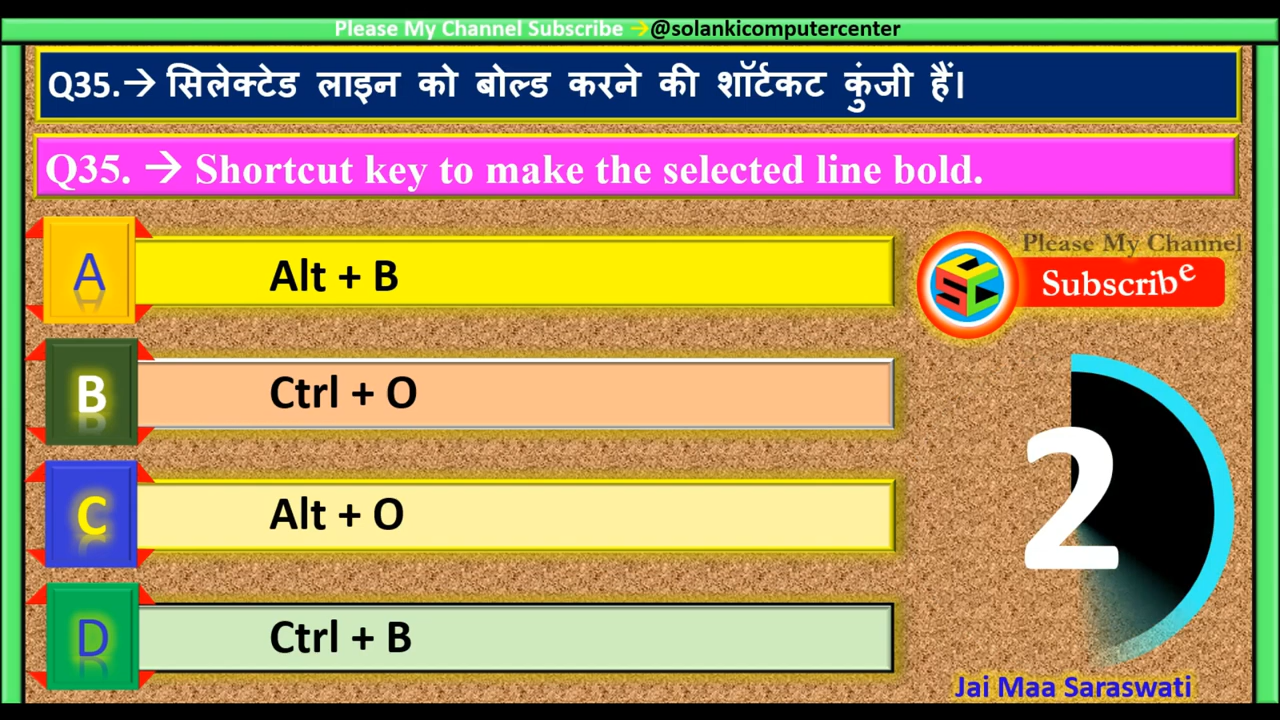 Please My Channel Subscribe →@solankicomputercenter
Q35.→ सिलेक्टेड लाइन को बोल्ड करने की शॉर्टकट कुंजी हैं।
Q35. → Shortcut key to make the selected line bold.
A Alt + B
Please My Channel
Subscribe
SCC
B Ctrl + O
2
C Alt + O
D Ctrl + B
Jai Maa Saraswati